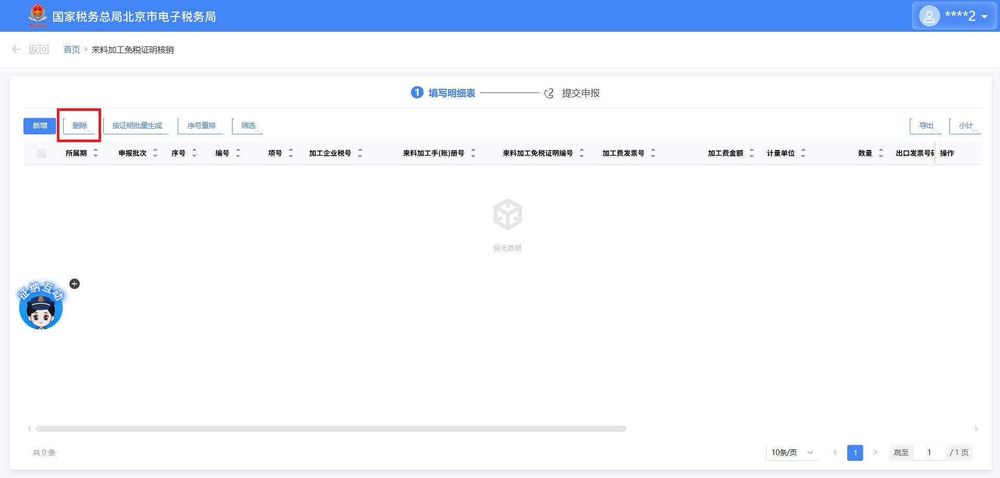 国家税务总局北京市电子税务局
****2
返回 首页 › 来料加工免税证明核销
1 填写明细表 2 提交申报
新增 删除 按证明批量生成 序号重排 筛选 导出 小计
所属期 申报批次 序号 编号 项号 加工企业税号 来料加工手(账)册号 来料加工免税证明编号 加工费发票号 加工费金额 计量单位 数量 出口发票号码 操作
暂无数据
征纳互动
共 0 条 10条/页 1 跳至 1 / 1 页